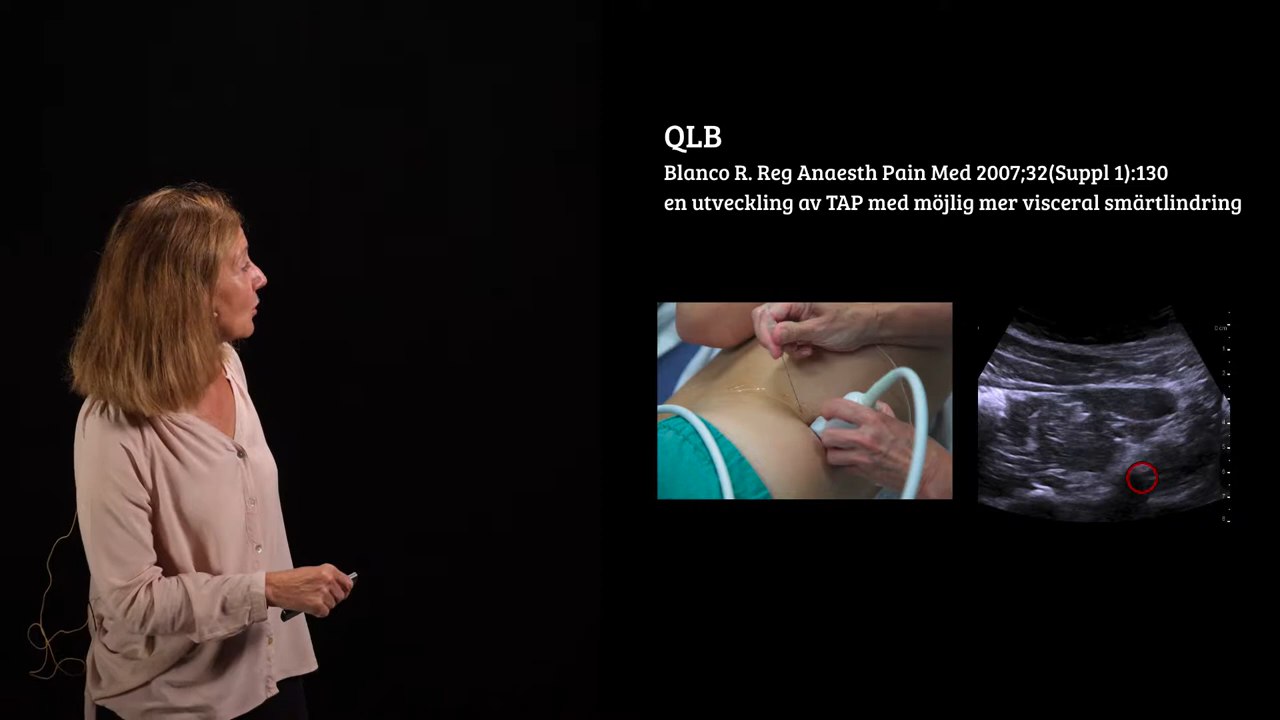 QLB
Blanco R. Reg Anaesth Pain Med 2007;32(Suppl 1):130
en utveckling av TAP med möjlig mer visceral smärtlindring